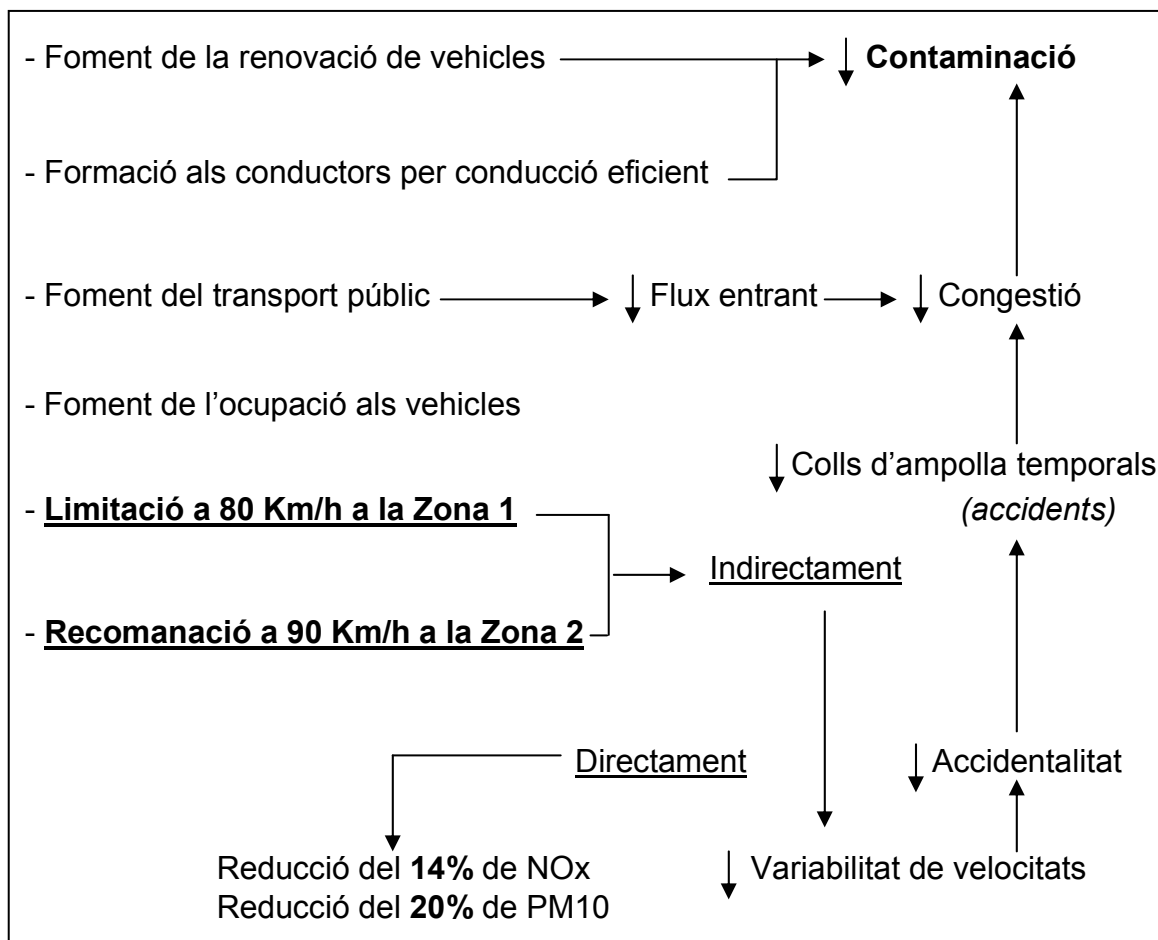 - Foment de la renovació de vehicles
Contaminació
- Formació als conductors per conducció eficient
- Foment del transport públic
Flux entrant
Congestió
- Foment de l’ocupació als vehicles
Colls d’ampolla temporals
(accidents)
- Limitació a 80 Km/h a la Zona 1
Indirectament
- Recomanació a 90 Km/h a la Zona 2
Directament
Accidentalitat
Reducció del 14% de NOx
Reducció del 20% de PM10
Variabilitat de velocitats